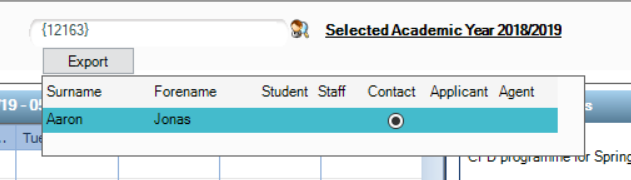 {12163}
Selected Academic Year 2018/2019
Export
Surname Forename Student Staff Contact Applicant Agent
19 - 0
s
Aaron Jonas
Tue
CPD programme for Spring